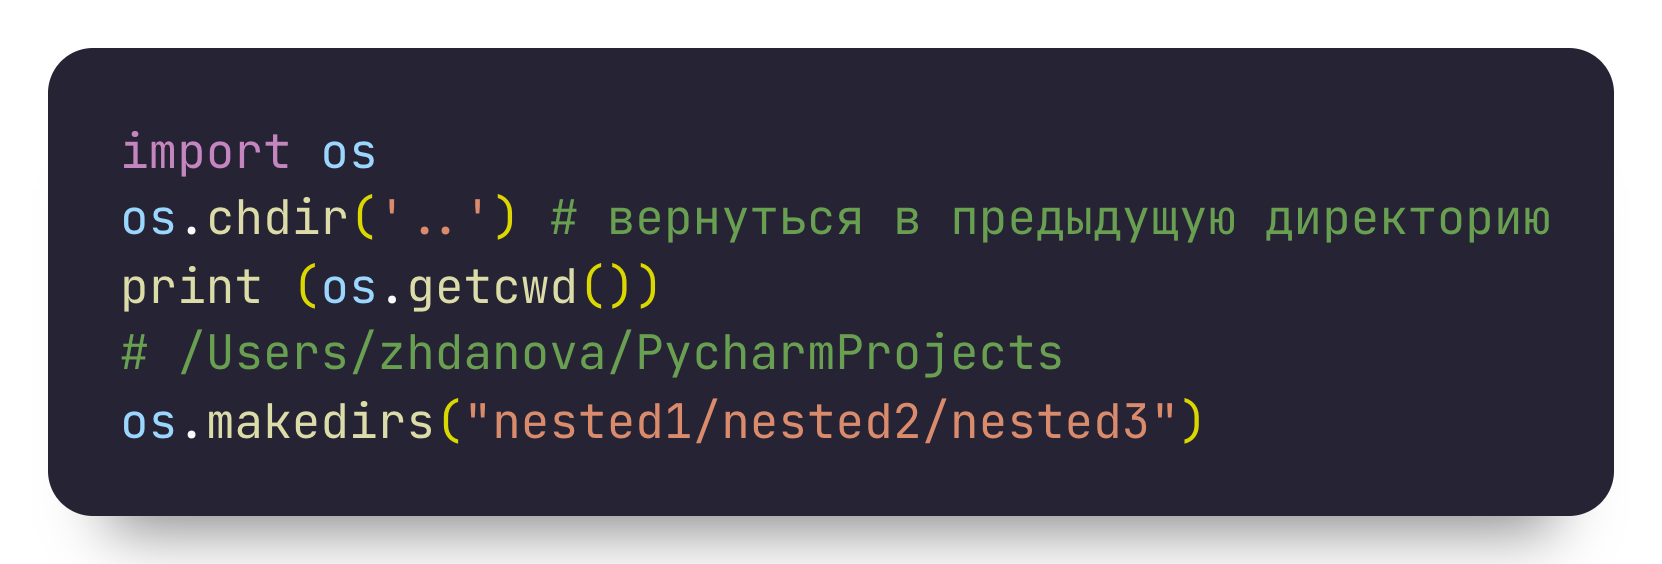 import os
os.chdir('..') # вернуться в предыдущую директорию
print (os.getcwd())
# /Users/zhdanova/PycharmProjects
os.makedirs("nested1/nested2/nested3")